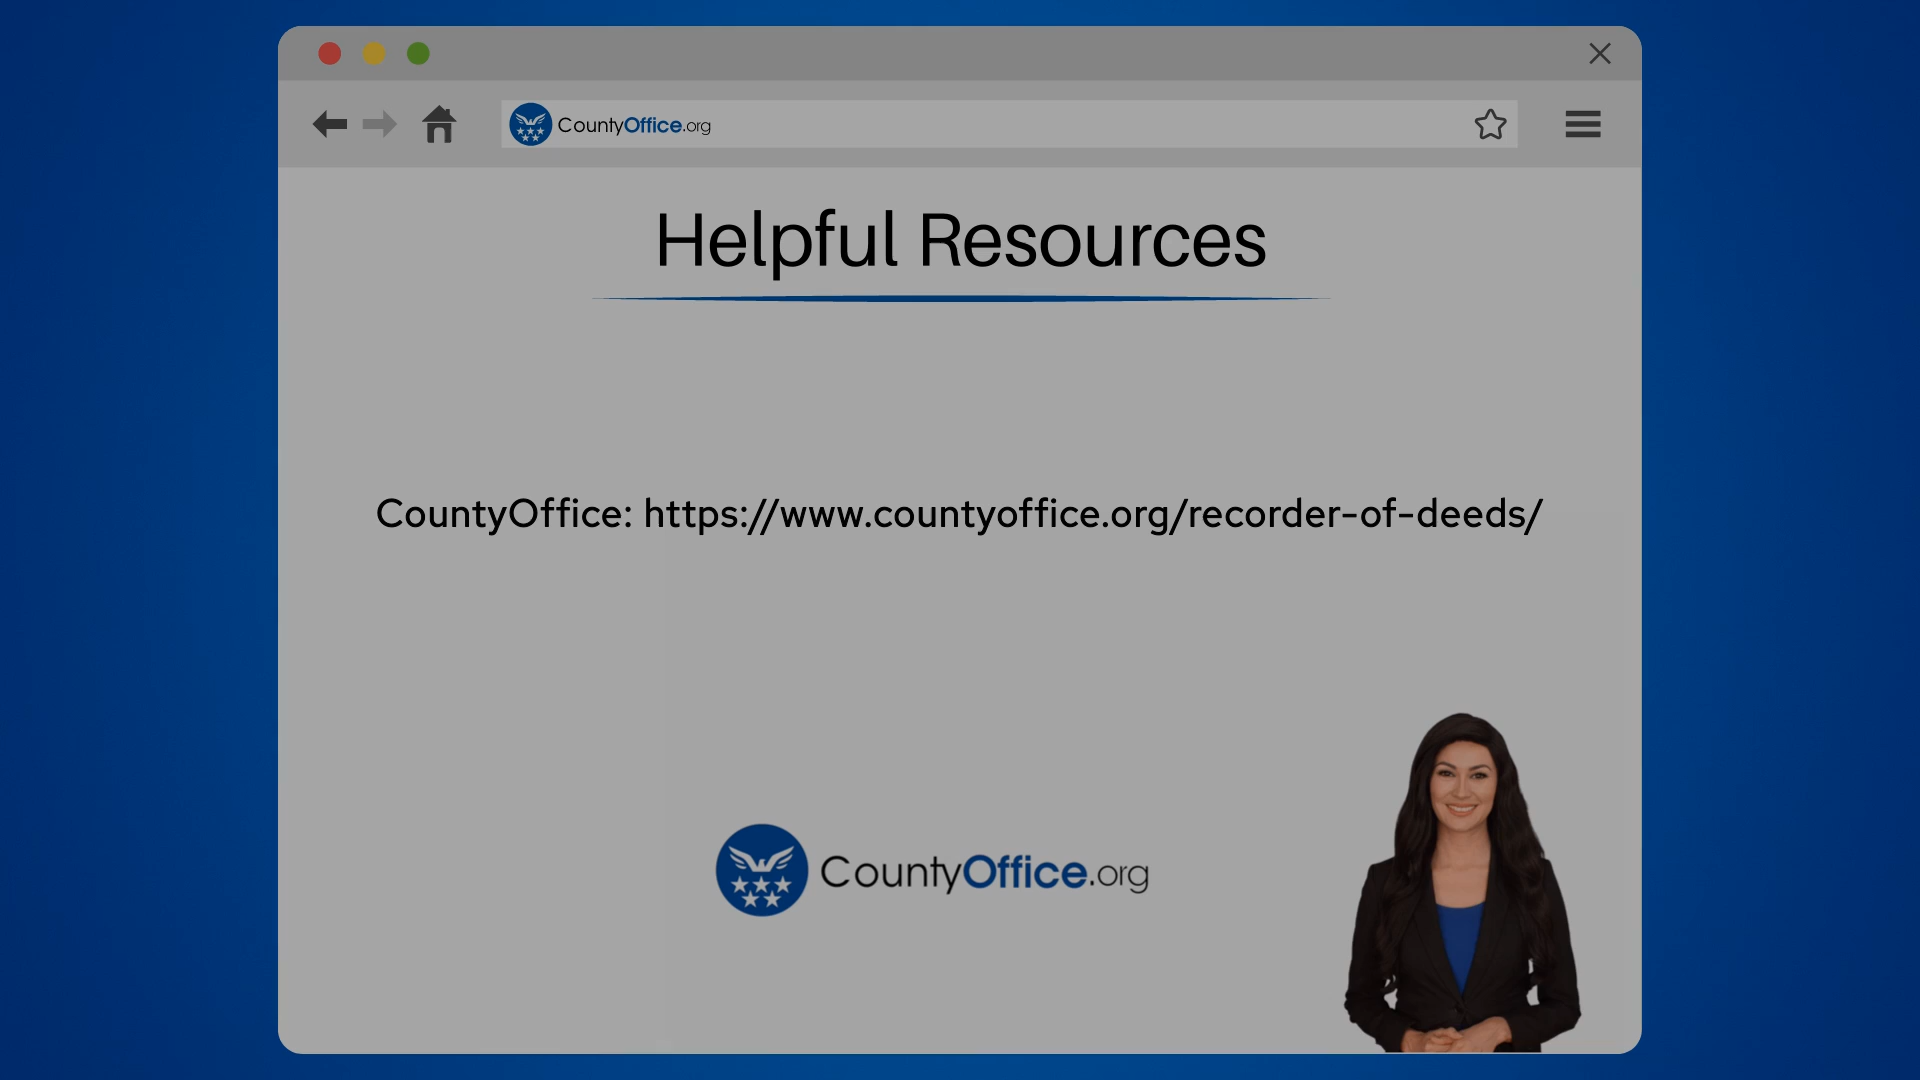 CountyOffice.org
Helpful Resources
CountyOffice: https://www.countyoffice.org/recorder-of-deeds/
CountyOffice.org